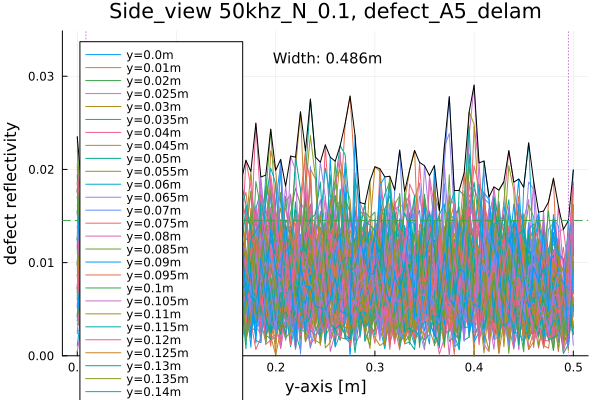 Side_view 50khz_N_0.1, defect_A5_delam
Width: 0.486m
defect reflectivity
0.03
0.02
0.01
0.00
y=0.0m
y=0.01m
y=0.02m
y=0.025m
y=0.03m
y=0.035m
y=0.04m
y=0.045m
y=0.05m
y=0.055m
y=0.06m
y=0.065m
y=0.07m
y=0.075m
y=0.08m
y=0.085m
y=0.09m
y=0.095m
y=0.1m
y=0.105m
y=0.11m
y=0.115m
y=0.12m
y=0.125m
y=0.13m
y=0.135m
y=0.14m
0.2 0.3 0.4 0.5
y-axis [m]